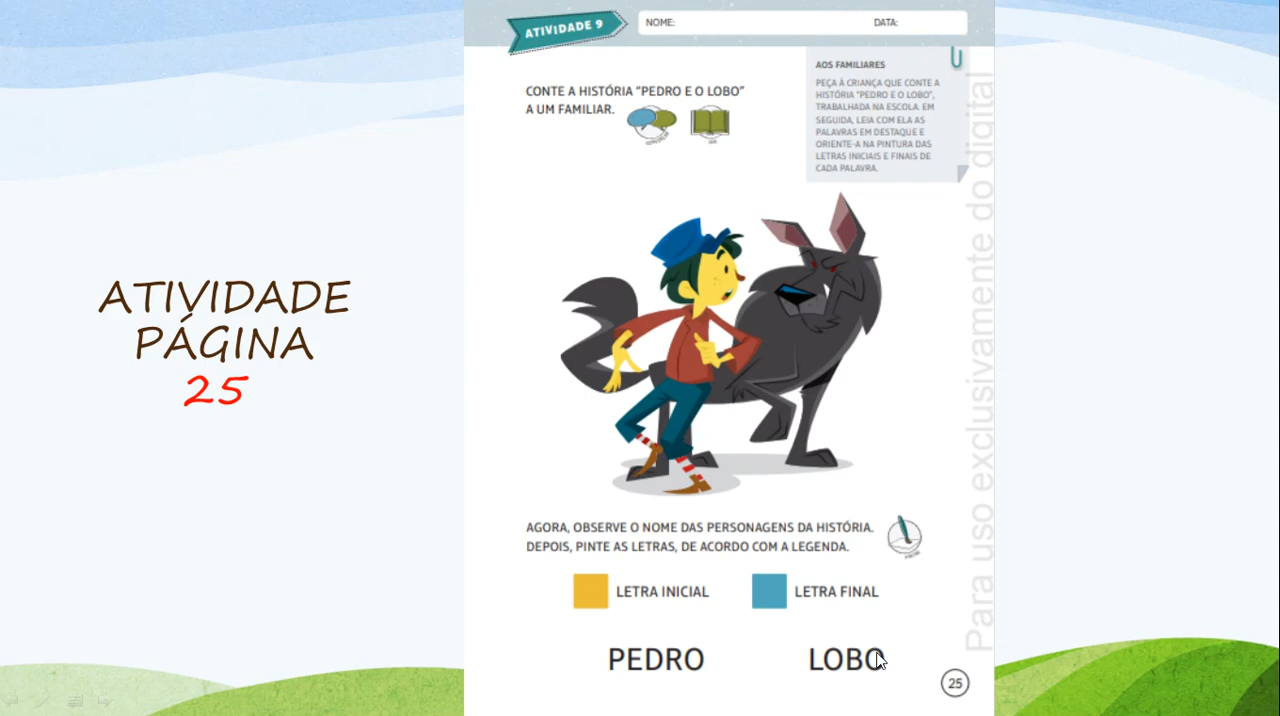 ATIVIDADE
PÁGINA
25
ATIVIDADE 9
NOME:
DATA:
CONTE A HISTÓRIA “PEDRO E O LOBO”
A UM FAMILIAR.
AOS FAMILIARES
PEÇA À CRIANÇA QUE CONTE A
HISTÓRIA “PEDRO E O LOBO”,
TRABALHADA NA ESCOLA. EM
SEGUIDA, LEIA COM ELA AS
PALAVRAS EM DESTAQUE E
ORIENTE-A NA PINTURA DAS
LETRAS INICIAIS E FINAIS DE
CADA PALAVRA.
Para uso exclusivamente do digital
AGORA, OBSERVE O NOME DAS PERSONAGENS DA HISTÓRIA.
DEPOIS, PINTE AS LETRAS, DE ACORDO COM A LEGENDA.
LETRA INICIAL
LETRA FINAL
PEDRO
LOBO
25